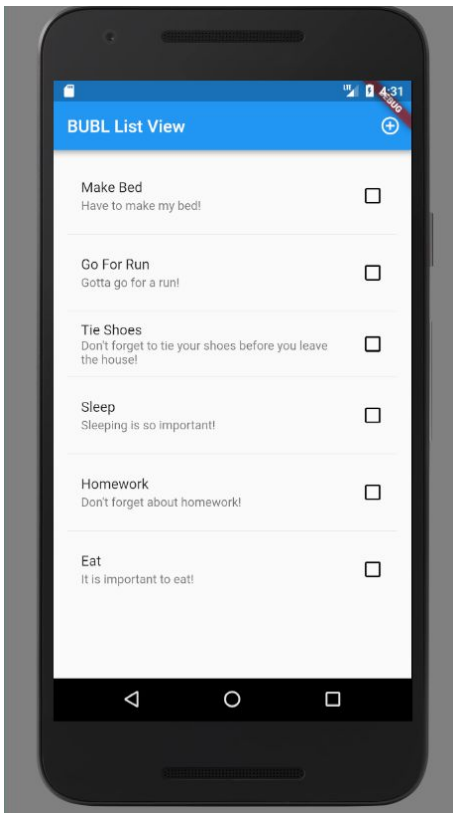 4:31
DEBUG
BUBL List View
Make Bed
Have to make my bed!
Go For Run
Gotta go for a run!
Tie Shoes
Don't forget to tie your shoes before you leave
the house!
Sleep
Sleeping is so important!
Homework
Don't forget about homework!
Eat
It is important to eat!